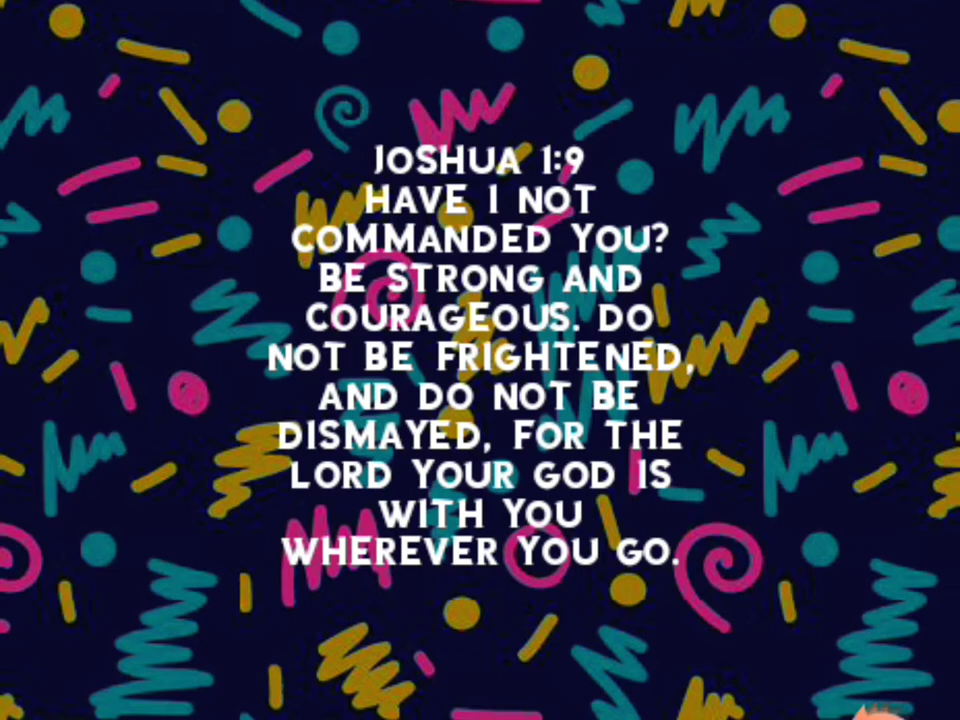 JOSHUA 1:9
HAVE I NOT
COMMANDED YOU?
BE STRONG AND
COURAGEOUS. DO
NOT BE FRIGHTENED,
AND DO NOT BE
DISMAYED, FOR THE
LORD YOUR GOD IS
WITH YOU
WHEREVER YOU GO.